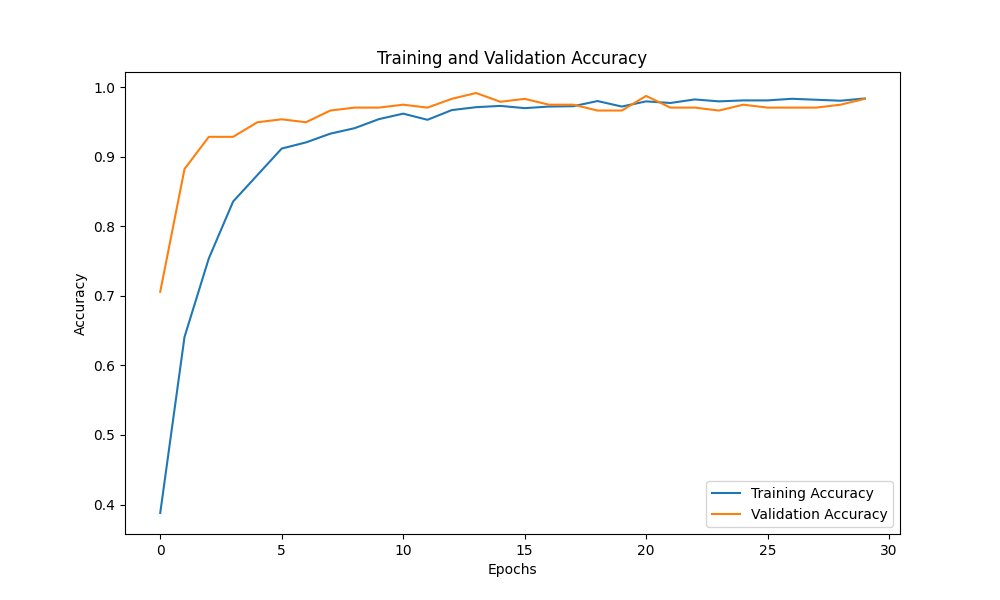 Training and Validation Accuracy
1.0
0.9
0.8
0.7
0.6
0.5
0.4
Accuracy
0 5 10 15 20 25 30
Epochs
Training Accuracy
Validation Accuracy